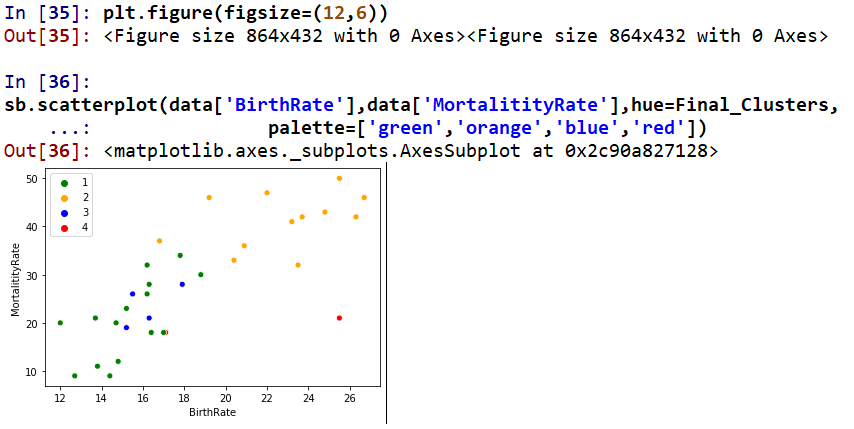 In [35]: plt.figure(figsize=(12,6))
Out[35]: <Figure size 864x432 with 0 Axes><Figure size 864x432 with 0 Axes>
In [36]:
sb.scatterplot(data['BirthRate'],data['MortalitityRate'],hue=Final_Clusters,
...: palette=['green','orange','blue','red'])
Out[36]: <matplotlib.axes._subplots.AxesSubplot at 0x2c90a827128>
1
2
3
4
50
40
30
20
10
MortalitityRate
12 14 16 18 20 22 24 26
BirthRate